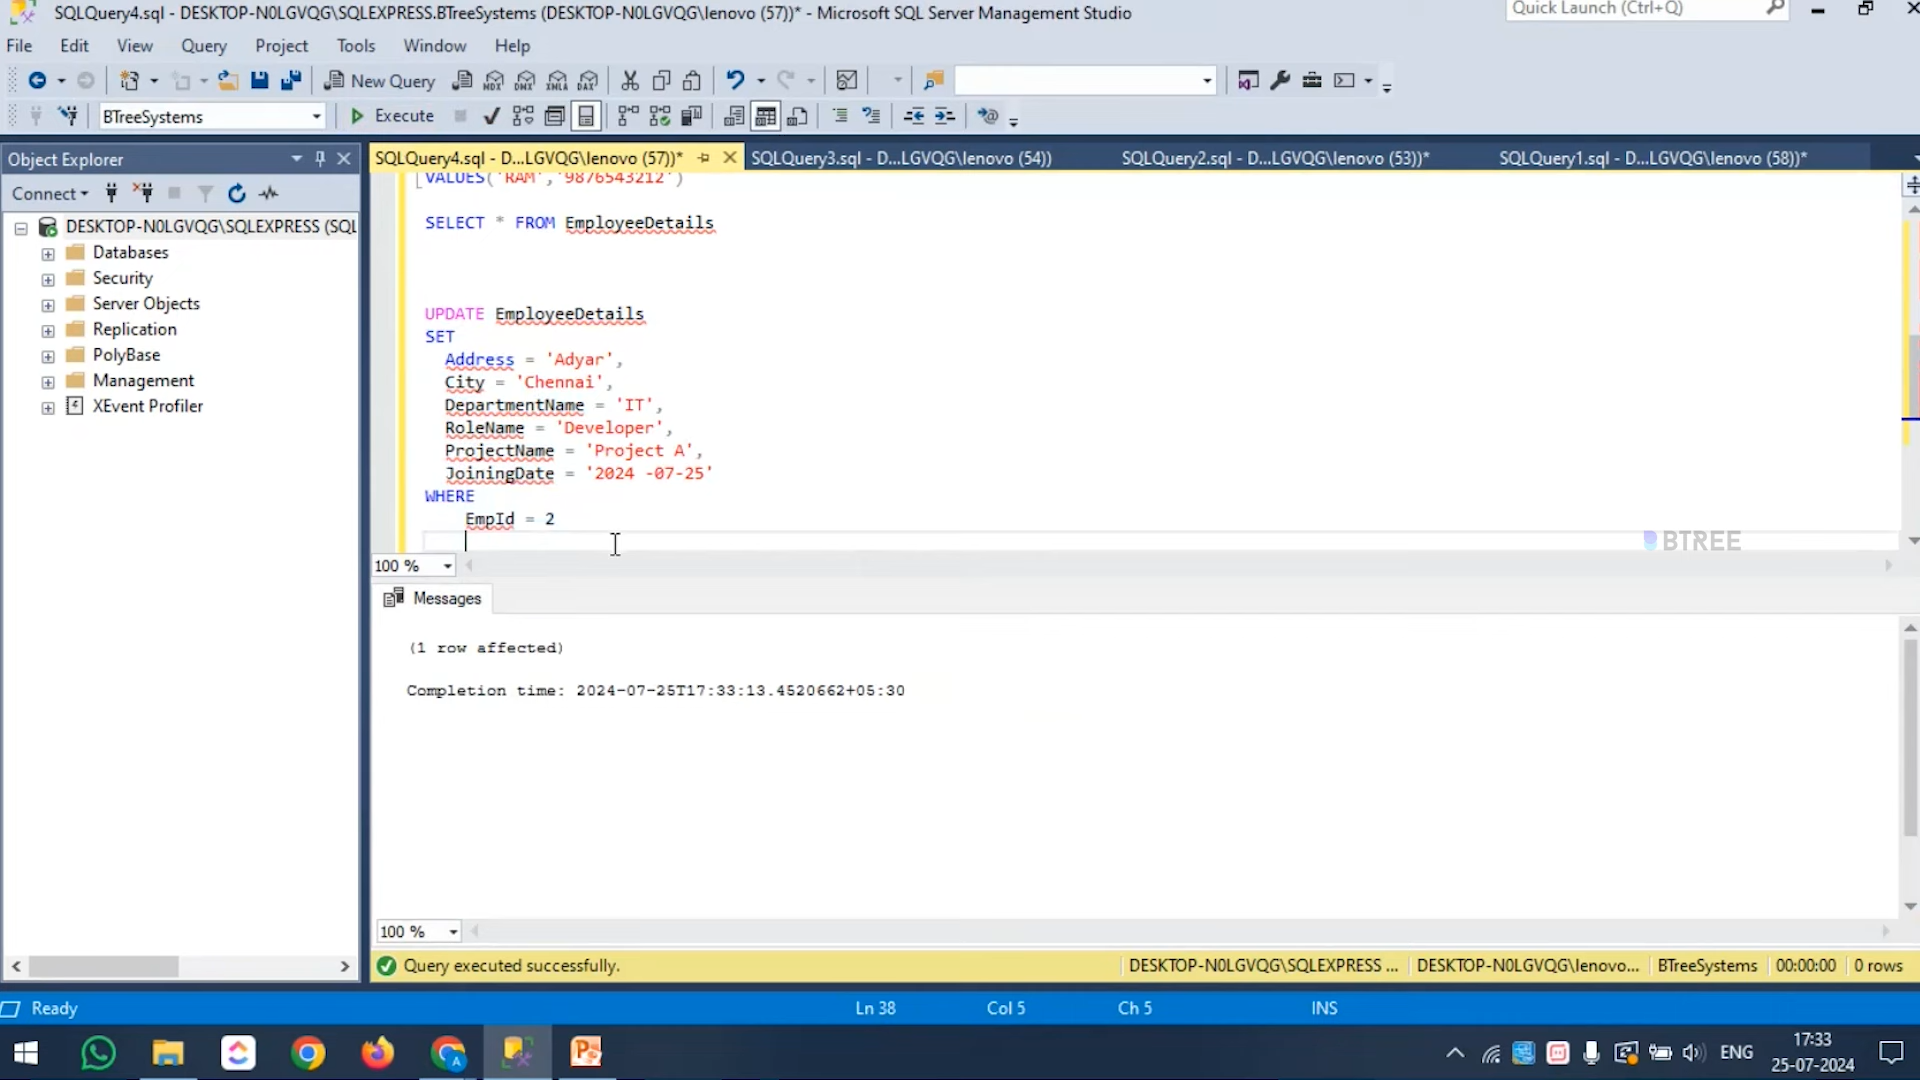 SQLQuery4.sql - DESKTOP-N0LGVQG\SQLEXPRESS.BTreeSystems (DESKTOP-N0LGVQG\lenovo (57))* - Microsoft SQL Server Management Studio
Quick Launch (Ctrl+Q)
File Edit View Query Project Tools Window Help
New Query MDX DMX XMLA DAX
BTreeSystems Execute
Object Explorer
SQLQuery4.sql - D...LGVQG\lenovo (57))* SQLQuery3.sql - D...LGVQG\lenovo (54)) SQLQuery2.sql - D...LGVQG\lenovo (53))* SQLQuery1.sql - D...LGVQG\lenovo (58))*
Connect
DESKTOP-N0LGVQG\SQLEXPRESS (SQL
Databases
Security
Server Objects
Replication
PolyBase
Management
XEvent Profiler
VALUES('RAM','9876543212')
SELECT * FROM EmployeeDetails
UPDATE EmployeeDetails
SET
Address = 'Adyar',
City = 'Chennai',
DepartmentName = 'IT',
RoleName = 'Developer',
ProjectName = 'Project A',
JoiningDate = '2024 -07-25'
WHERE
EmpId = 2
BTREE
100 %
Messages
(1 row affected)
Completion time: 2024-07-25T17:33:13.4520662+05:30
100 %
Query executed successfully. DESKTOP-N0LGVQG\SQLEXPRESS ... DESKTOP-N0LGVQG\lenovo... BTreeSystems 00:00:00 0 rows
Ready Ln 38 Col 5 Ch 5 INS
ENG 17:33
25-07-2024